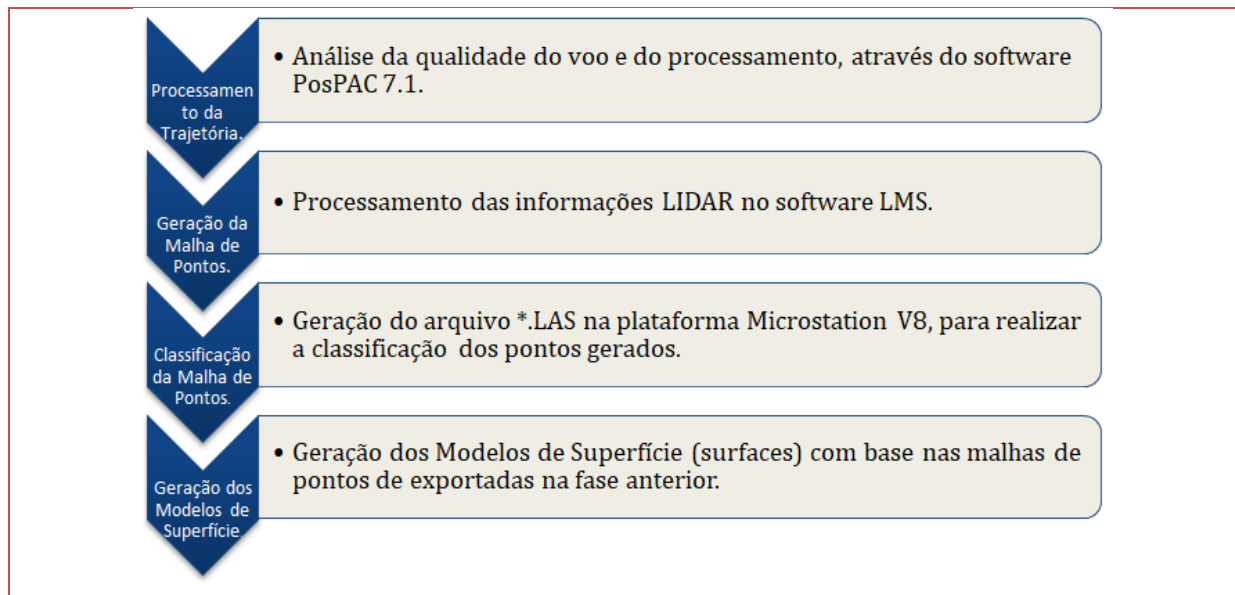 Processamen
to da
Trajetória.
• Análise da qualidade do voo e do processamento, através do software
PosPAC 7.1.
Geração da
Malha de
Pontos.
• Processamento das informações LIDAR no software LMS.
Classificação
da Malha de
Pontos.
• Geração do arquivo *.LAS na plataforma Microstation V8, para realizar
a classificação dos pontos gerados.
Geração dos
Modelos de
Superfície.
• Geração dos Modelos de Superfície (surfaces) com base nas malhas de
pontos de exportadas na fase anterior.